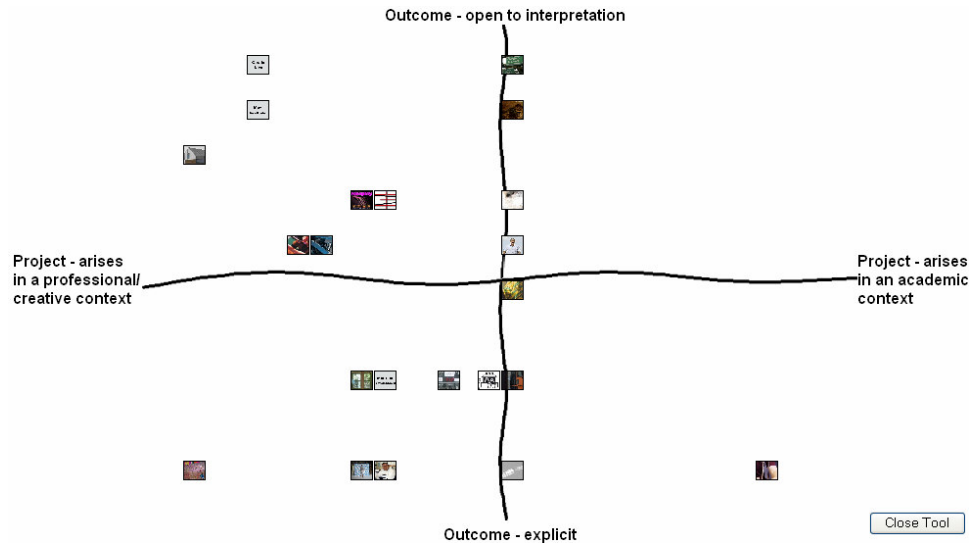 Outcome - open to interpretation
Project - arises
in a professional/
creative context
Project - arises
in an academic
context
Outcome - explicit
Close Tool